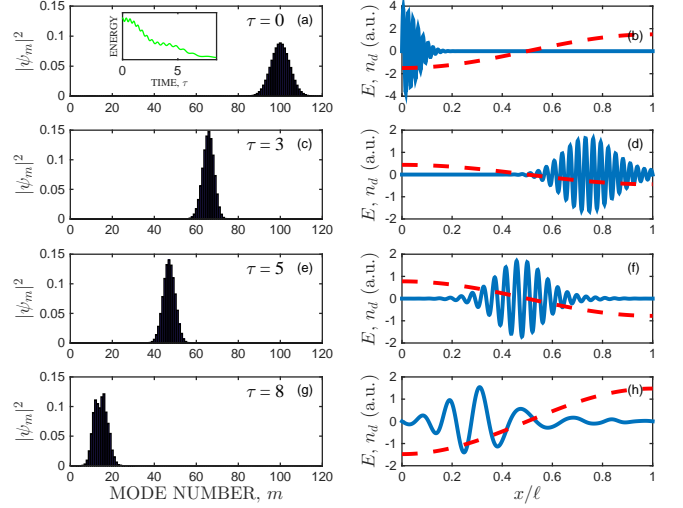 0.15
0.1
0.05
0
|ψₘ|²
0 20 40 60 80 100 120
τ = 0 (a)
ENERGY
0 5
TIME, τ
4
2
0
-2
-4
E, n_d (a.u.)
0 0.2 0.4 0.6 0.8 1
(b)
0.15
0.1
0.05
0
|ψₘ|²
0 20 40 60 80 100 120
τ = 3 (c)
2
1
0
-1
-2
E, n_d (a.u.)
0 0.2 0.4 0.6 0.8 1
(d)
0.15
0.1
0.05
0
|ψₘ|²
0 20 40 60 80 100 120
τ = 5 (e)
2
1
0
-1
-2
E, n_d (a.u.)
0 0.2 0.4 0.6 0.8 1
(f)
0.15
0.1
0.05
0
|ψₘ|²
0 20 40 60 80 100 120
τ = 8 (g)
MODE NUMBER, m
2
1
0
-1
-2
E, n_d (a.u.)
0 0.2 0.4 0.6 0.8 1
(h)
x/ℓ